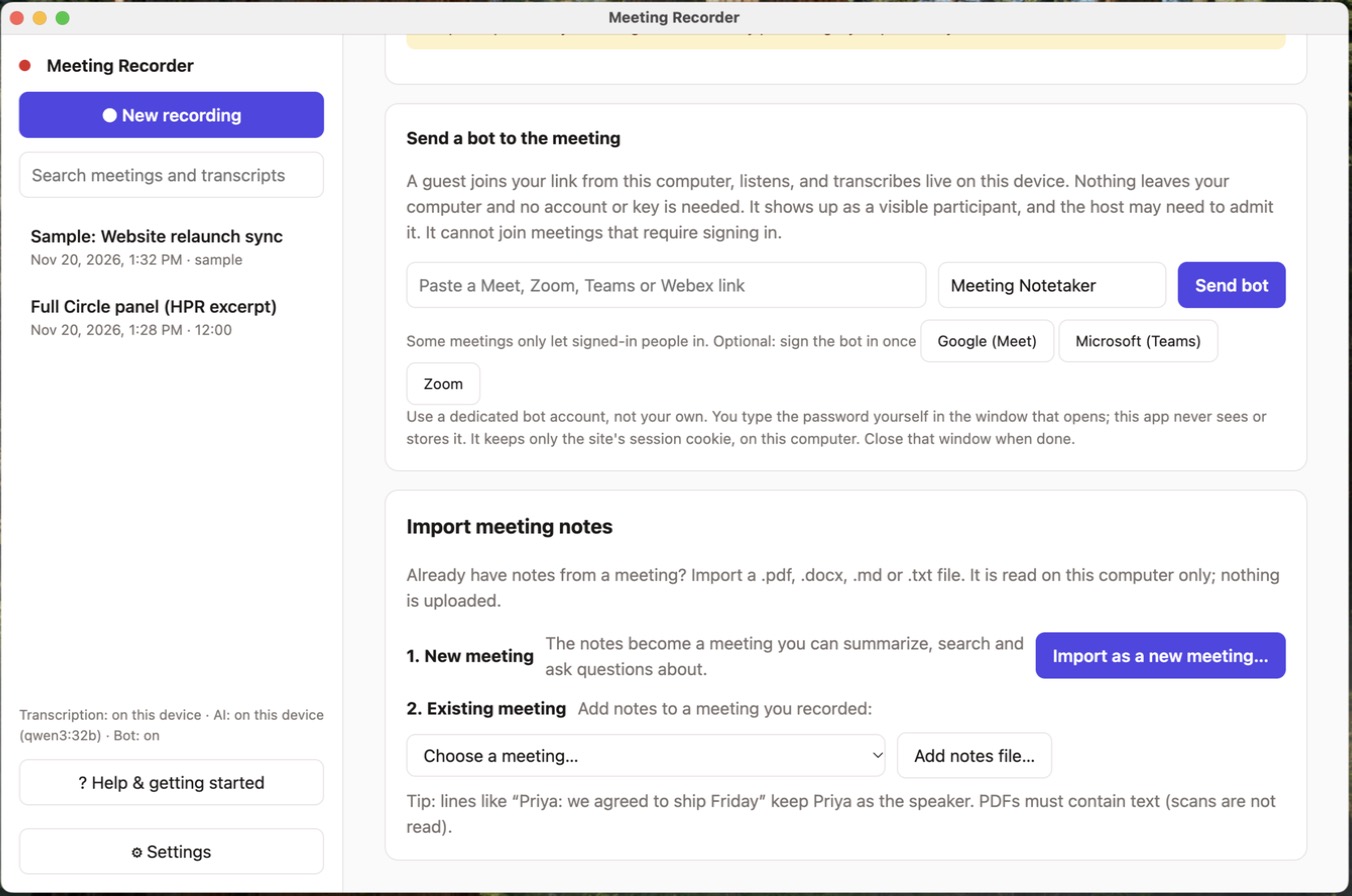 Meeting Recorder
Meeting Recorder
New recording
Search meetings and transcripts
Sample: Website relaunch sync
Nov 20, 2026, 1:32 PM · sample
Full Circle panel (HPR excerpt)
Nov 20, 2026, 1:28 PM · 12:00
Transcription: on this device · AI: on this device
(qwen3:32b) · Bot: on
? Help & getting started
⚙ Settings
Send a bot to the meeting
A guest joins your link from this computer, listens, and transcribes live on this device. Nothing leaves your
computer and no account or key is needed. It shows up as a visible participant, and the host may need to admit
it. It cannot join meetings that require signing in.
Paste a Meet, Zoom, Teams or Webex link
Meeting Notetaker
Send bot
Some meetings only let signed-in people in. Optional: sign the bot in once
Google (Meet)
Microsoft (Teams)
Zoom
Use a dedicated bot account, not your own. You type the password yourself in the window that opens; this app never sees or
stores it. It keeps only the site's session cookie, on this computer. Close that window when done.
Import meeting notes
Already have notes from a meeting? Import a .pdf, .docx, .md or .txt file. It is read on this computer only; nothing
is uploaded.
1. New meeting
The notes become a meeting you can summarize, search and
ask questions about.
Import as a new meeting...
2. Existing meeting Add notes to a meeting you recorded:
Choose a meeting...
Add notes file...
Tip: lines like “Priya: we agreed to ship Friday” keep Priya as the speaker. PDFs must contain text (scans are not
read).